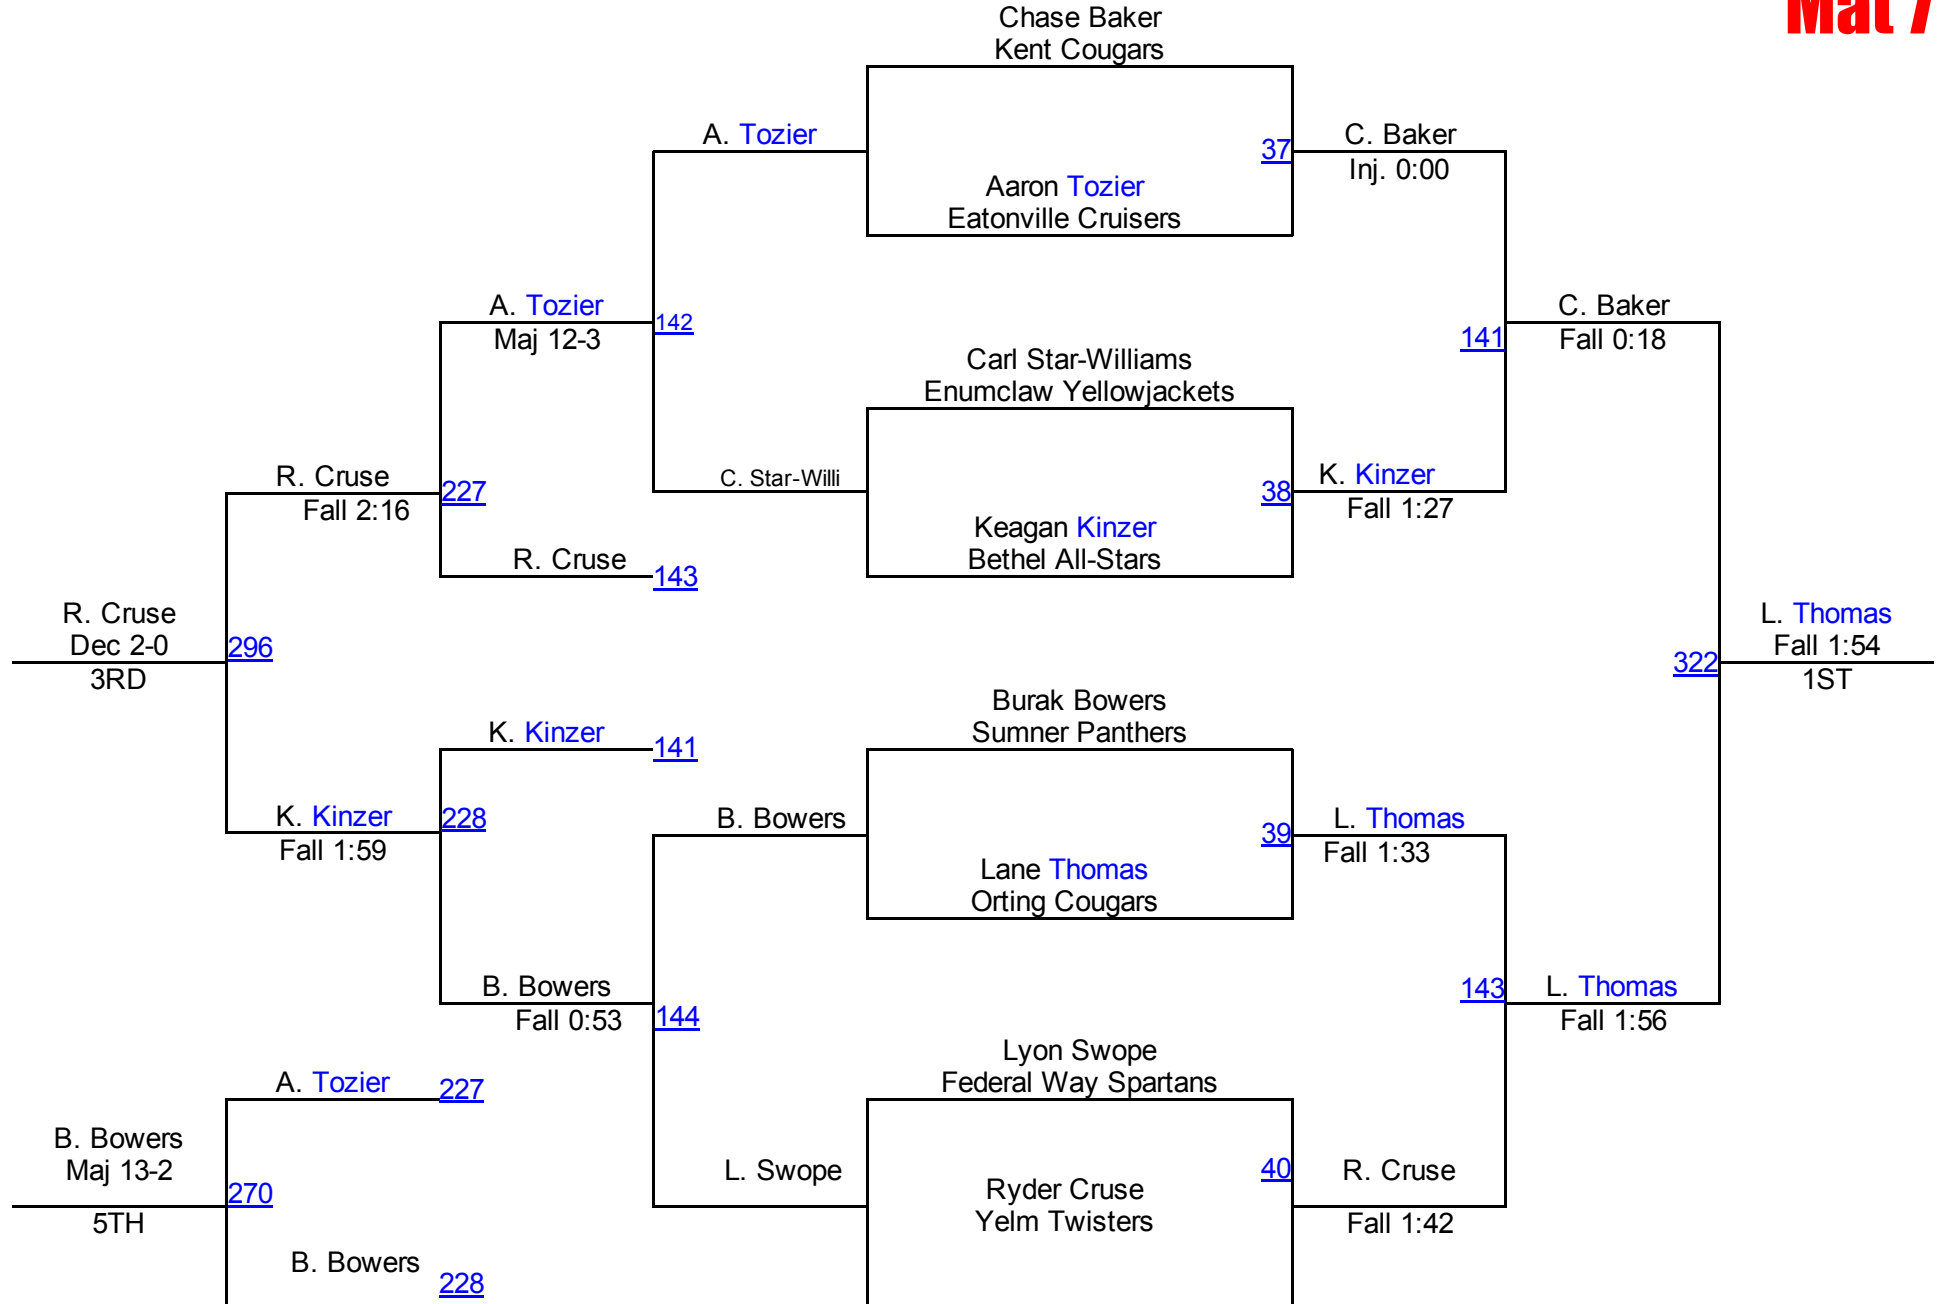 Mat 7
Chase Baker
Kent Cougars
A. Tozier
37
C. Baker
Inj. 0:00
Aaron Tozier
Eatonville Cruisers
A. Tozier
Maj 12-3
142
C. Baker
Fall 0:18
141
Carl Star-Williams
Enumclaw Yellowjackets
R. Cruse
Fall 2:16
227
C. Star-Willi
38
K. Kinzer
Fall 1:27
Keagan Kinzer
Bethel All-Stars
R. Cruse
143
R. Cruse
Dec 2-0
3RD
296
L. Thomas
Fall 1:54
1ST
322
Burak Bowers
Sumner Panthers
K. Kinzer
141
K. Kinzer
Fall 1:59
228
B. Bowers
39
L. Thomas
Fall 1:33
Lane Thomas
Orting Cougars
B. Bowers
Fall 0:53
144
143
L. Thomas
Fall 1:56
Lyon Swope
Federal Way Spartans
A. Tozier
227
B. Bowers
Maj 13-2
5TH
270
L. Swope
40
R. Cruse
Fall 1:42
Ryder Cruse
Yelm Twisters
B. Bowers
228